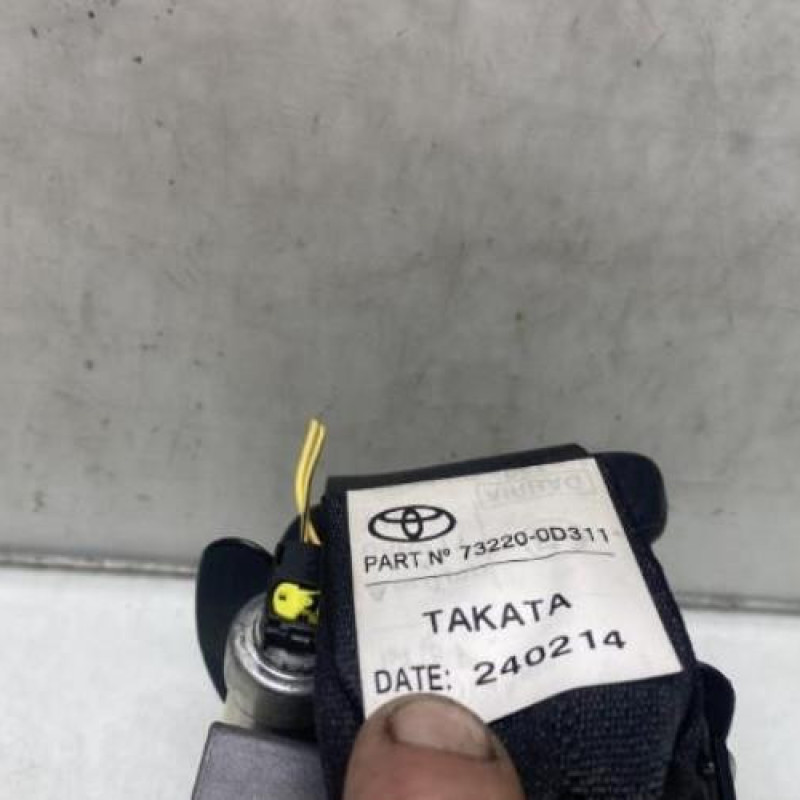 PART Nº 73220-0D311
TAKATA
DATE: 240214